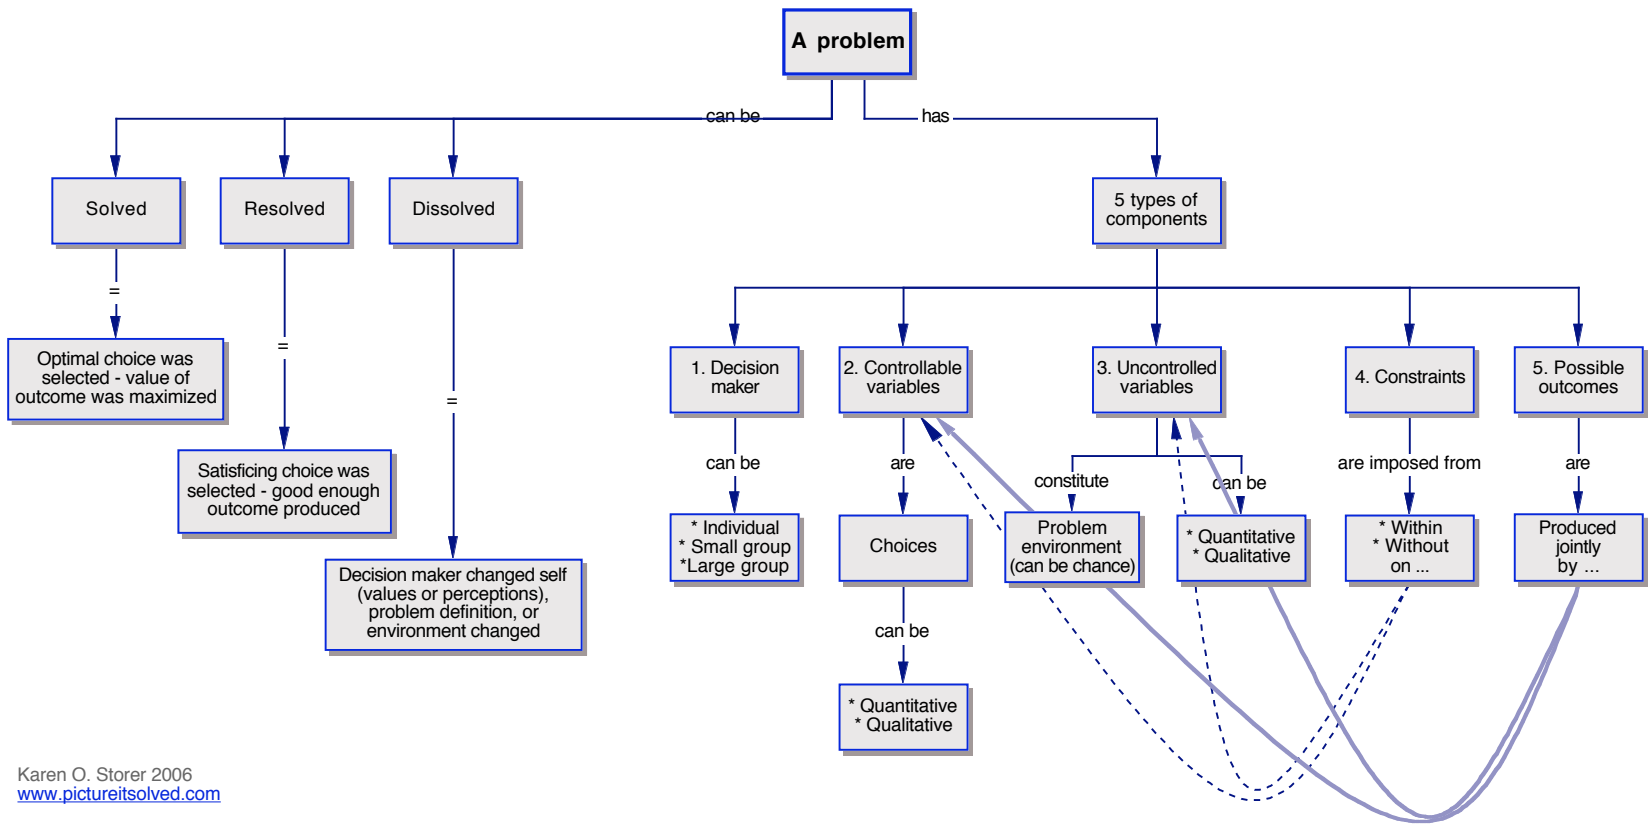 A problem
can be
has
Solved
Resolved
Dissolved
5 types of
components
=
=
=
Optimal choice was
selected - value of
outcome was maximized
Satisficing choice was
selected - good enough
outcome produced
Decision maker changed self
(values or perceptions),
problem definition, or
environment changed
1. Decision
maker
2. Controllable
variables
3. Uncontrolled
variables
4. Constraints
5. Possible
outcomes
can be
are
constitute
can be
are imposed from
are
* Individual
* Small group
*Large group
Choices
Problem
environment
(can be chance)
* Quantitative
* Qualitative
* Within
* Without
on ...
Produced
jointly
by ...
can be
* Quantitative
* Qualitative
Karen O. Storer 2006
www.pictureitsolved.com